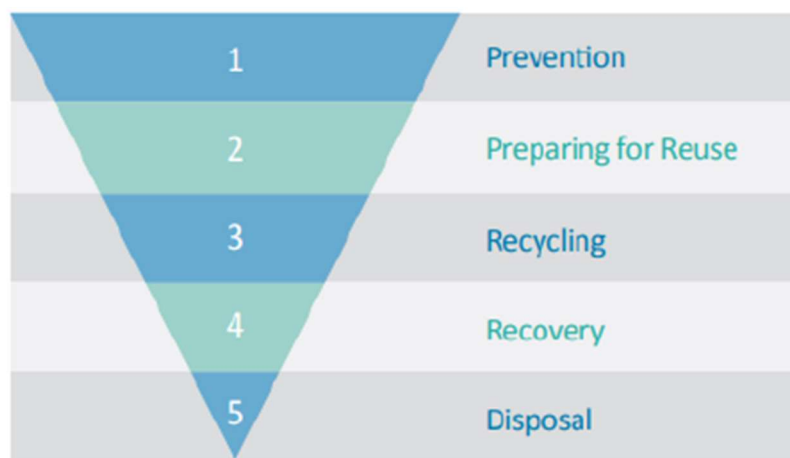 1 Prevention
2 Preparing for Reuse
3 Recycling
4 Recovery
5 Disposal